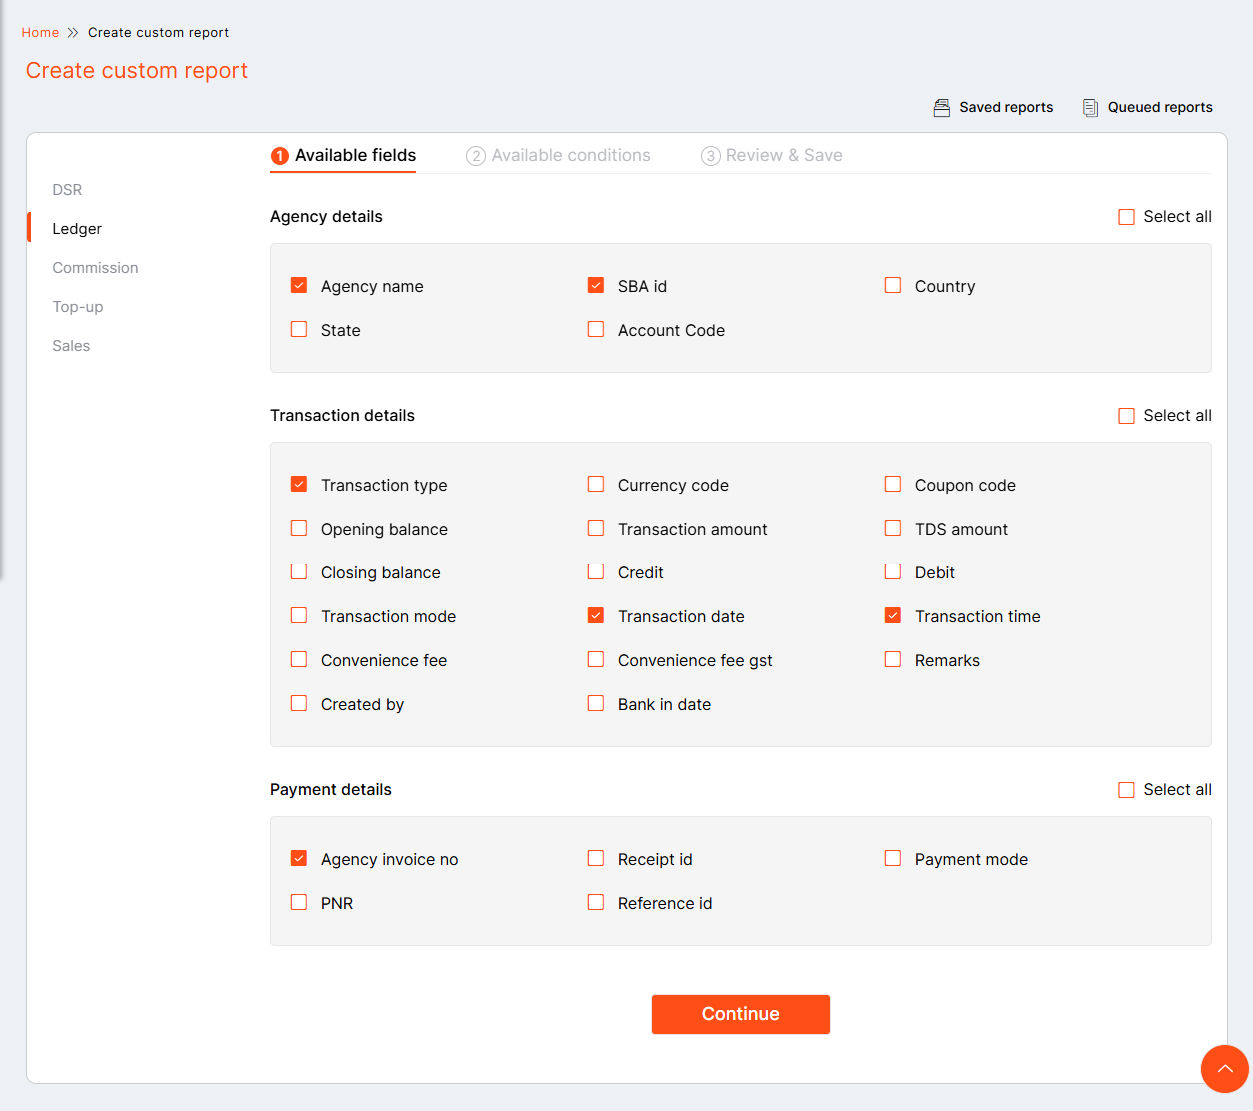 Home Create custom report
Create custom report
Saved reports Queued reports
1 Available fields 2 Available conditions 3 Review & Save
DSR
Ledger
Commission
Top-up
Sales
Agency details Select all
Agency name SBA id Country
State Account Code
Transaction details Select all
Transaction type Currency code Coupon code
Opening balance Transaction amount TDS amount
Closing balance Credit Debit
Transaction mode Transaction date Transaction time
Convenience fee Convenience fee gst Remarks
Created by Bank in date
Payment details Select all
Agency invoice no Receipt id Payment mode
PNR Reference id
Continue